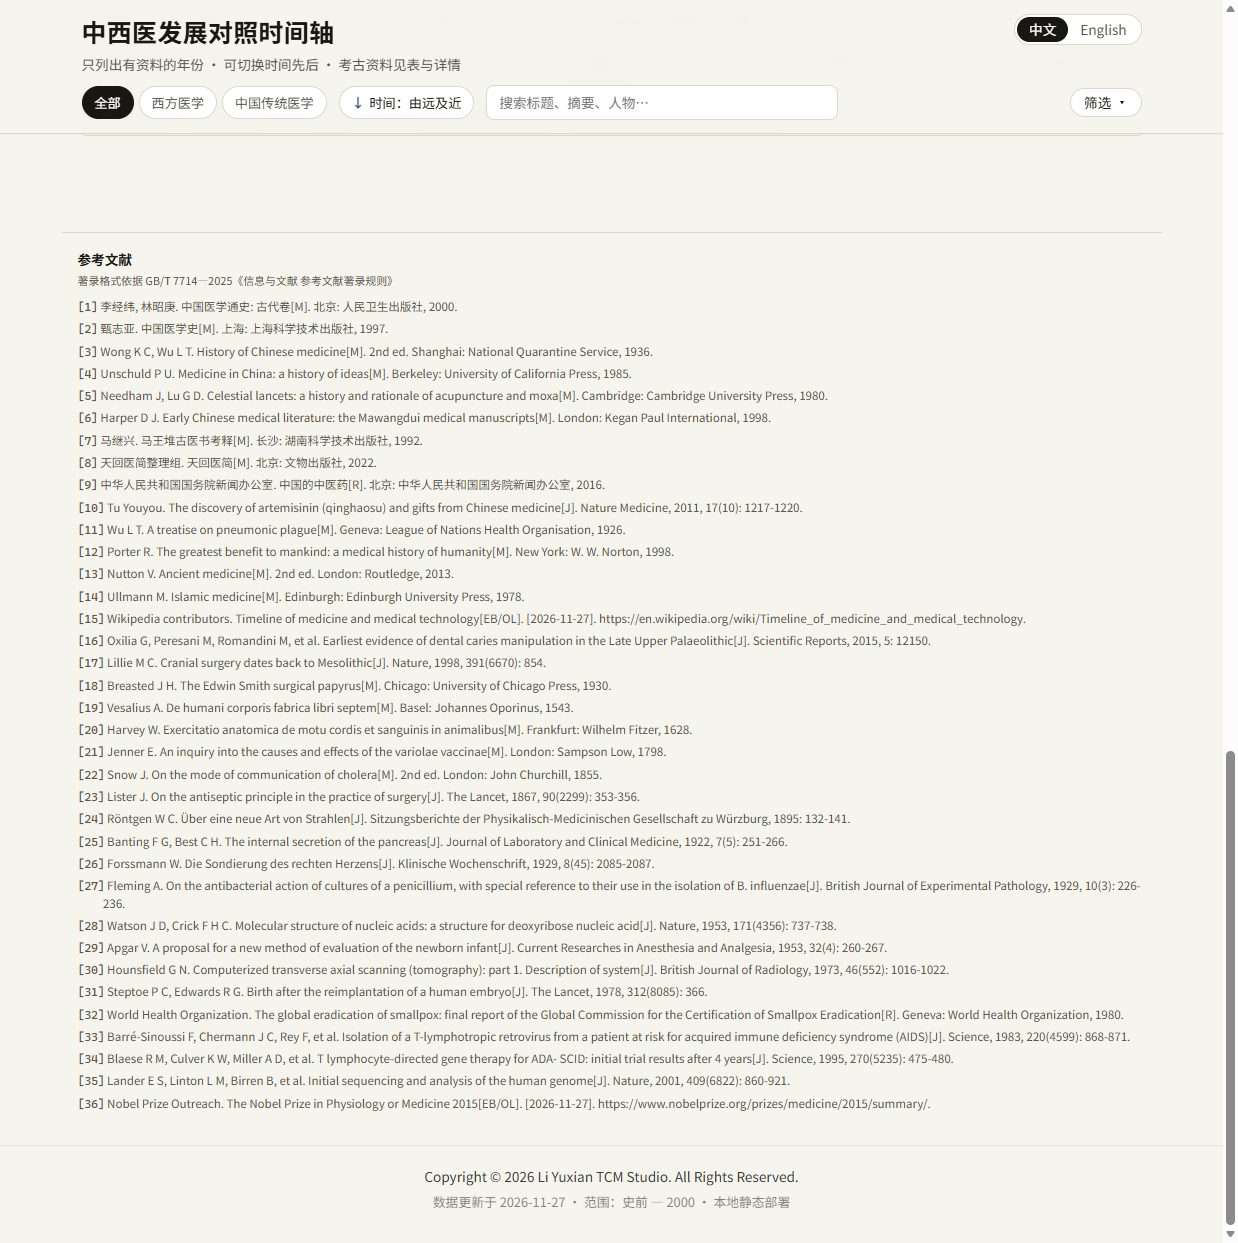 中西医发展对照时间轴
中文 English
只列出有资料的年份 · 可切换时间先后 · 考古资料见表与详情
全部 西方医学 中国传统医学 ↓ 时间：由远及近 搜索标题、摘要、人物… 筛选 ▾
参考文献
著录格式依据 GB/T 7714—2025《信息与文献 参考文献著录规则》
[1] 李经纬, 林昭庚. 中国医学通史: 古代卷[M]. 北京: 人民卫生出版社, 2000.
[2] 甄志亚. 中国医学史[M]. 上海: 上海科学技术出版社, 1997.
[3] Wong K C, Wu L T. History of Chinese medicine[M]. 2nd ed. Shanghai: National Quarantine Service, 1936.
[4] Unschuld P U. Medicine in China: a history of ideas[M]. Berkeley: University of California Press, 1985.
[5] Needham J, Lu G D. Celestial lancets: a history and rationale of acupuncture and moxa[M]. Cambridge: Cambridge University Press, 1980.
[6] Harper D J. Early Chinese medical literature: the Mawangdui medical manuscripts[M]. London: Kegan Paul International, 1998.
[7] 马继兴. 马王堆古医书考释[M]. 长沙: 湖南科学技术出版社, 1992.
[8] 天回医简整理组. 天回医简[M]. 北京: 文物出版社, 2022.
[9] 中华人民共和国国务院新闻办公室. 中国的中医药[R]. 北京: 中华人民共和国国务院新闻办公室, 2016.
[10] Tu Youyou. The discovery of artemisinin (qinghaosu) and gifts from Chinese medicine[J]. Nature Medicine, 2011, 17(10): 1217-1220.
[11] Wu L T. A treatise on pneumonic plague[M]. Geneva: League of Nations Health Organisation, 1926.
[12] Porter R. The greatest benefit to mankind: a medical history of humanity[M]. New York: W. W. Norton, 1998.
[13] Nutton V. Ancient medicine[M]. 2nd ed. London: Routledge, 2013.
[14] Ullmann M. Islamic medicine[M]. Edinburgh: Edinburgh University Press, 1978.
[15] Wikipedia contributors. Timeline of medicine and medical technology[EB/OL]. [2026-11-27]. https://en.wikipedia.org/wiki/Timeline_of_medicine_and_medical_technology.
[16] Oxilia G, Peresani M, Romandini M, et al. Earliest evidence of dental caries manipulation in the Late Upper Palaeolithic[J]. Scientific Reports, 2015, 5: 12150.
[17] Lillie M C. Cranial surgery dates back to Mesolithic[J]. Nature, 1998, 391(6670): 854.
[18] Breasted J H. The Edwin Smith surgical papyrus[M]. Chicago: University of Chicago Press, 1930.
[19] Vesalius A. De humani corporis fabrica libri septem[M]. Basel: Johannes Oporinus, 1543.
[20] Harvey W. Exercitatio anatomica de motu cordis et sanguinis in animalibus[M]. Frankfurt: Wilhelm Fitzer, 1628.
[21] Jenner E. An inquiry into the causes and effects of the variolae vaccinae[M]. London: Sampson Low, 1798.
[22] Snow J. On the mode of communication of cholera[M]. 2nd ed. London: John Churchill, 1855.
[23] Lister J. On the antiseptic principle in the practice of surgery[J]. The Lancet, 1867, 90(2299): 353-356.
[24] Röntgen W C. Über eine neue Art von Strahlen[J]. Sitzungsberichte der Physikalisch-Medicinischen Gesellschaft zu Würzburg, 1895: 132-141.
[25] Banting F G, Best C H. The internal secretion of the pancreas[J]. Journal of Laboratory and Clinical Medicine, 1922, 7(5): 251-266.
[26] Forssmann W. Die Sondierung des rechten Herzens[J]. Klinische Wochenschrift, 1929, 8(45): 2085-2087.
[27] Fleming A. On the antibacterial action of cultures of a penicillium, with special reference to their use in the isolation of B. influenzae[J]. British Journal of Experimental Pathology, 1929, 10(3): 226-
236.
[28] Watson J D, Crick F H C. Molecular structure of nucleic acids: a structure for deoxyribose nucleic acid[J]. Nature, 1953, 171(4356): 737-738.
[29] Apgar V. A proposal for a new method of evaluation of the newborn infant[J]. Current Researches in Anesthesia and Analgesia, 1953, 32(4): 260-267.
[30] Hounsfield G N. Computerized transverse axial scanning (tomography): part 1. Description of system[J]. British Journal of Radiology, 1973, 46(552): 1016-1022.
[31] Steptoe P C, Edwards R G. Birth after the reimplantation of a human embryo[J]. The Lancet, 1978, 312(8085): 366.
[32] World Health Organization. The global eradication of smallpox: final report of the Global Commission for the Certification of Smallpox Eradication[R]. Geneva: World Health Organization, 1980.
[33] Barré-Sinoussi F, Chermann J C, Rey F, et al. Isolation of a T-lymphotropic retrovirus from a patient at risk for acquired immune deficiency syndrome (AIDS)[J]. Science, 1983, 220(4599): 868-871.
[34] Blaese R M, Culver K W, Miller A D, et al. T lymphocyte-directed gene therapy for ADA- SCID: initial trial results after 4 years[J]. Science, 1995, 270(5235): 475-480.
[35] Lander E S, Linton L M, Birren B, et al. Initial sequencing and analysis of the human genome[J]. Nature, 2001, 409(6822): 860-921.
[36] Nobel Prize Outreach. The Nobel Prize in Physiology or Medicine 2015[EB/OL]. [2026-11-27]. https://www.nobelprize.org/prizes/medicine/2015/summary/.
Copyright © 2026 Li Yuxian TCM Studio. All Rights Reserved.
数据更新于 2026-11-27 · 范围：史前 — 2000 · 本地静态部署